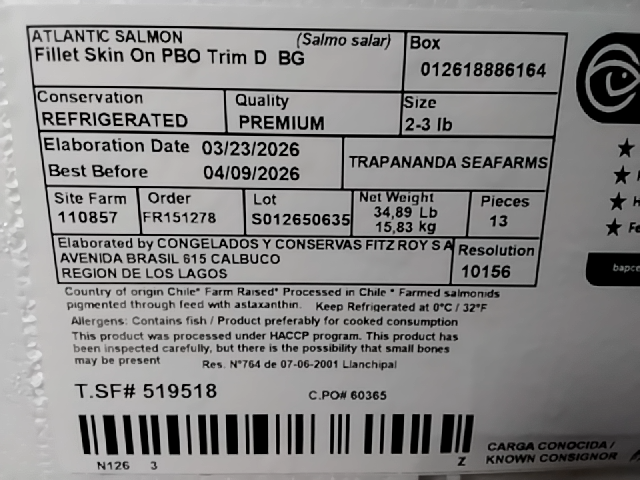 ATLANTIC SALMON (Salmo salar)
Fillet Skin On PBO Trim D BG
Box
012618886164
Conservation
REFRIGERATED
Quality
PREMIUM
Size
2-3 lb
Elaboration Date 03/23/2026
Best Before 04/09/2026
TRAPANANDA SEAFARMS
Site Farm
110857
Order
FR151278
Lot
S012650635
Net Weight
34,89 Lb
15,83 kg
Pieces
13
Elaborated by CONGELADOS Y CONSERVAS FITZ ROY S A
AVENIDA BRASIL 615 CALBUCO
REGION DE LOS LAGOS
Resolution
10156
Country of origin Chile* Farm Raised* Processed in Chile * Farmed salmonids
pigmented through feed with astaxanthin. Keep Refrigerated at 0°C / 32°F
Allergens: Contains fish / Product preferably for cooked consumption
This product was processed under HACCP program. This product has
been inspected carefully, but there is the possibility that small bones
may be present Res. N°764 de 07-06-2001 Llanchipal
T.SF# 519518
C.PO# 60365
N126 3 Z
CARGA CONOCIDA /
KNOWN CONSIGNOR